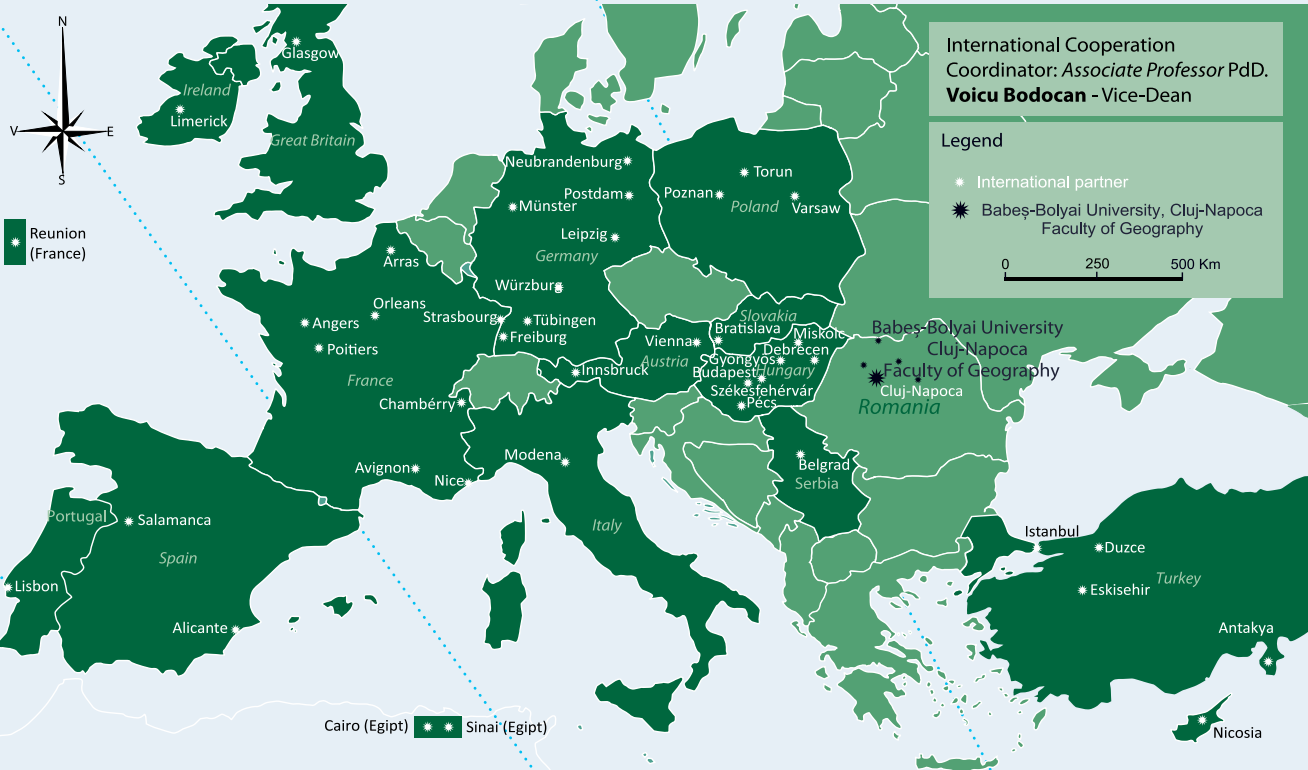 N
V
E
S
International Cooperation
Coordinator: Associate Professor PdD.
Voicu Bodocan - Vice-Dean
Legend
International partner
Babeș-Bolyai University, Cluj-Napoca
Faculty of Geography
0 250 500 Km
Glasgow
Ireland
Limerick
Great Britain
Reunion
(France)
Neubrandenburg
Postdam
Münster
Leipzig
Germany
Würzburg
Tübingen
Freiburg
Torun
Poznan
Poland
Varsaw
Arras
Orleans
Strasbourg
Angers
Poitiers
France
Chambérry
Avignon
Nice
Slovakia
Bratislava
Miskolc
Vienna
Austria
Innsbruck
Debrecen
Gyöngyös
Hungary
Budapest
Székesfehérvár
Pécs
Babeș-Bolyai University
Cluj-Napoca
Faculty of Geography
Cluj-Napoca
Romania
Modena
Italy
Belgrad
Serbia
Portugal
Salamanca
Spain
Lisbon
Alicante
Istanbul
Duzce
Turkey
Eskisehir
Antakya
Nicosia
Cairo (Egipt)
Sinai (Egipt)